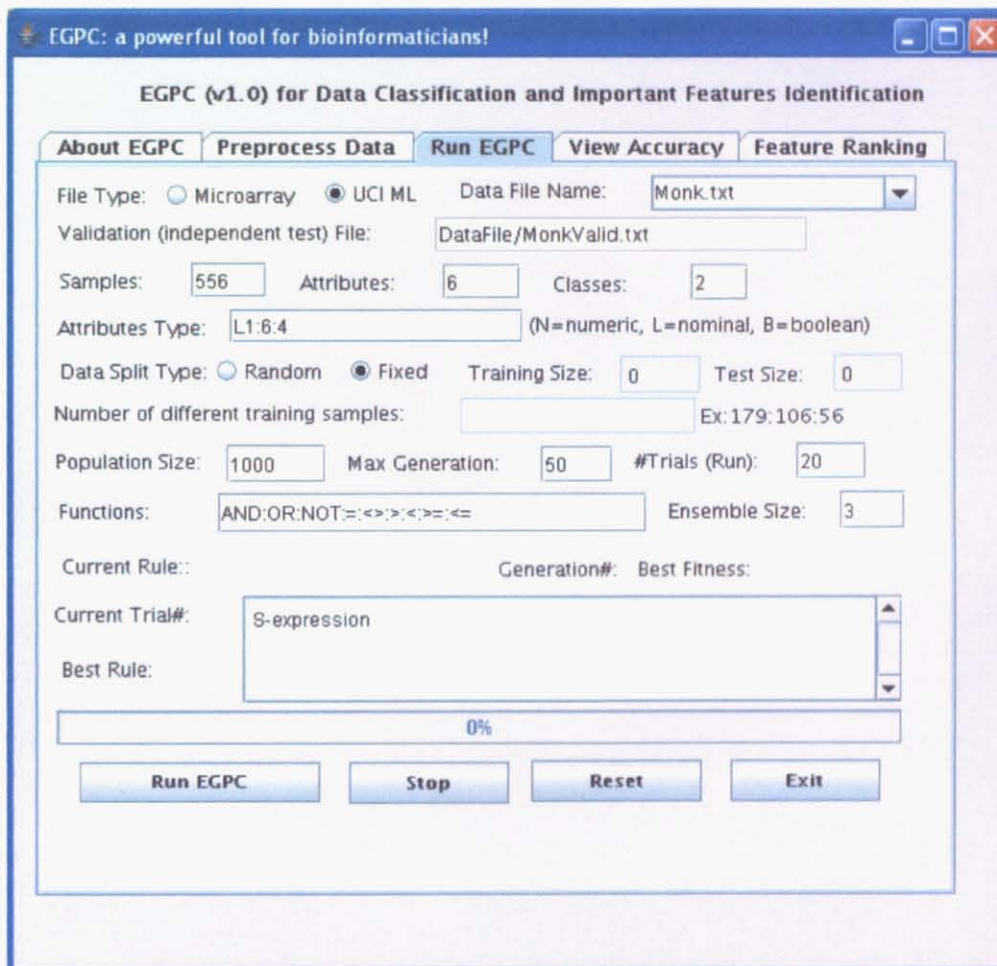 EGPC: a powerful tool for bioinformaticians!
EGPC (v1.0) for Data Classification and Important Features Identification
About EGPC Preprocess Data Run EGPC View Accuracy Feature Ranking
File Type: Microarray UCI ML Data File Name: Monk.txt
Validation (independent test) File: DataFile/MonkValid.txt
Samples: 556 Attributes: 6 Classes: 2
Attributes Type: L1:6:4 (N=numeric, L=nominal, B=boolean)
Data Split Type: Random Fixed Training Size: 0 Test Size: 0
Number of different training samples: Ex:179:106:56
Population Size: 1000 Max Generation: 50 #Trials (Run): 20
Functions: AND:OR:NOT:=:<>:>:<:>=:<= Ensemble Size: 3
Current Rule:: Generation#: Best Fitness:
Current Trial#: S-expression
Best Rule:
0%
Run EGPC Stop Reset Exit